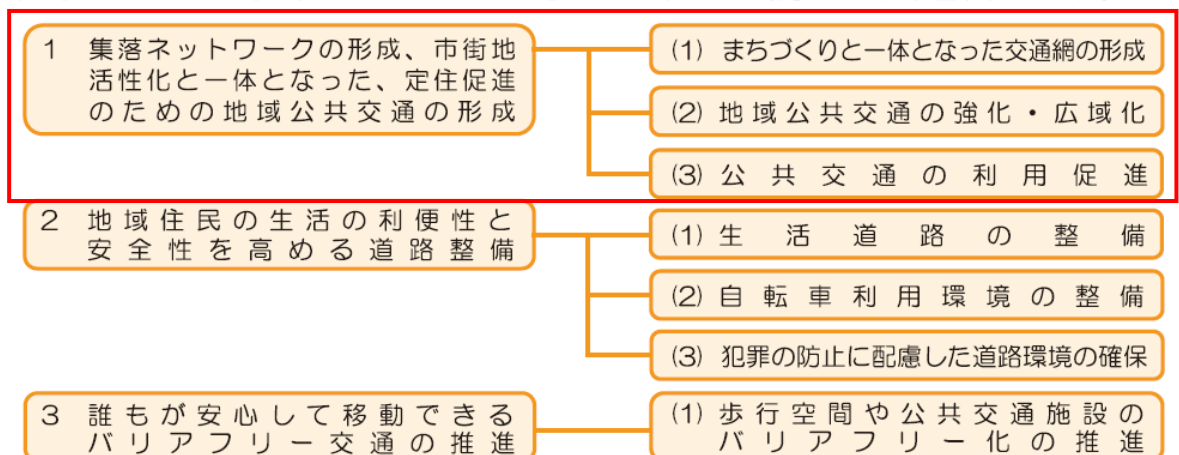 1 集落ネットワークの形成、市街地
活性化と一体となった、定住促進
のための地域公共交通の形成
(1) まちづくりと一体となった交通網の形成
(2) 地域公共交通の強化・広域化
(3) 公共交通の利用促進
2 地域住民の生活の利便性と
安全性を高める道路整備
(1) 生活道路の整備
(2) 自転車利用環境の整備
(3) 犯罪の防止に配慮した道路環境の確保
3 誰もが安心して移動できる
バリアフリー交通の推進
(1) 歩行空間や公共交通施設の
バリアフリー化の推進